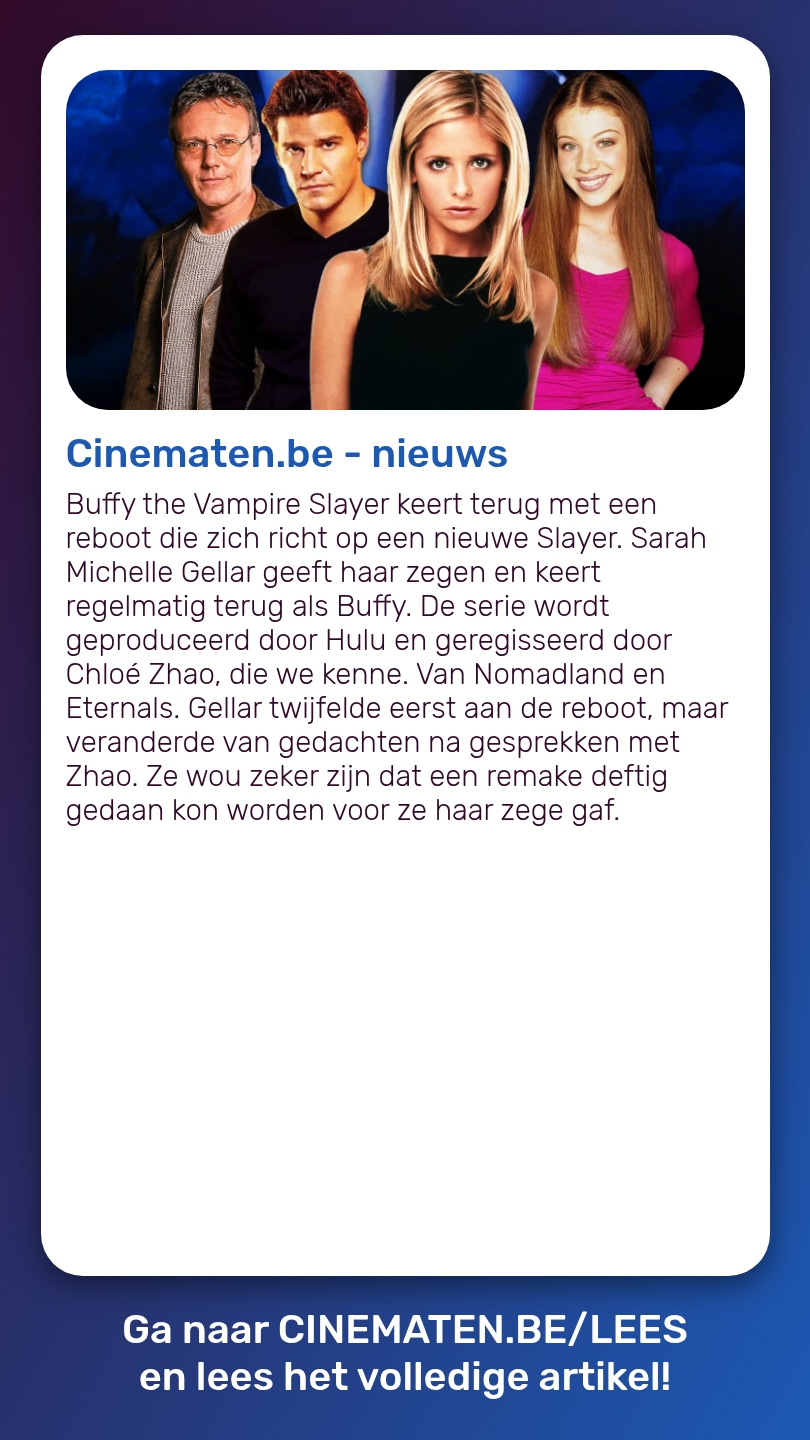 Cinematen.be - nieuws
Buffy the Vampire Slayer keert terug met een
reboot die zich richt op een nieuwe Slayer. Sarah
Michelle Gellar geeft haar zegen en keert
regelmatig terug als Buffy. De serie wordt
geproduceerd door Hulu en geregisseerd door
Chloé Zhao, die we kenne. Van Nomadland en
Eternals. Gellar twijfelde eerst aan de reboot, maar
veranderde van gedachten na gesprekken met
Zhao. Ze wou zeker zijn dat een remake deftig
gedaan kon worden voor ze haar zege gaf.
Ga naar CINEMATEN.BE/LEES
en lees het volledige artikel!